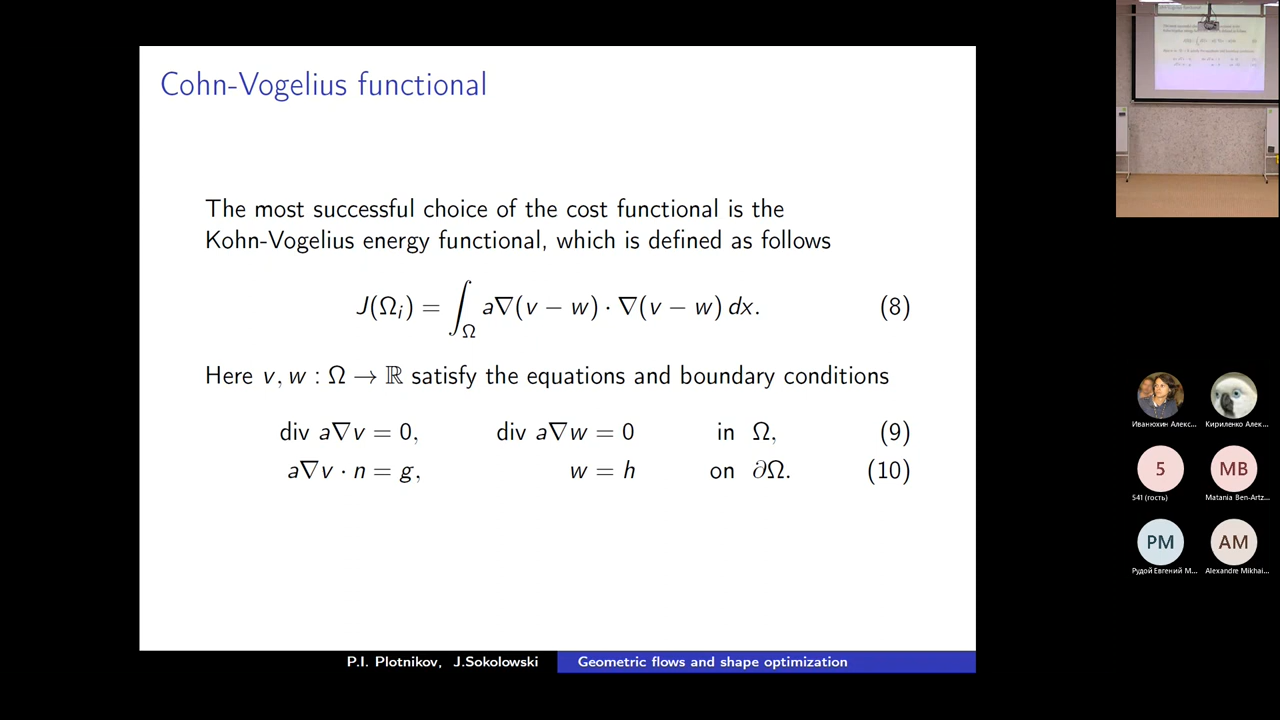 Cohn-Vogelius functional
The most successful choice of the cost functional is the
Kohn-Vogelius energy functional, which is defined as follows
J(Ωᵢ) = ∫_Ω a∇(v − w) · ∇(v − w) dx. (8)
Here v, w : Ω → ℝ satisfy the equations and boundary conditions
div a∇v = 0, div a∇w = 0 in Ω, (9)
a∇v · n = g, w = h on ∂Ω. (10)
P.I. Plotnikov, J.Sokolowski Geometric flows and shape optimization
Иванюхин Алекс... Кириленко Алек...
5 MB
541 (гость) Matania Ben-Artz...
PM AM
Рудой Евгений М... Alexandre Mikhai...